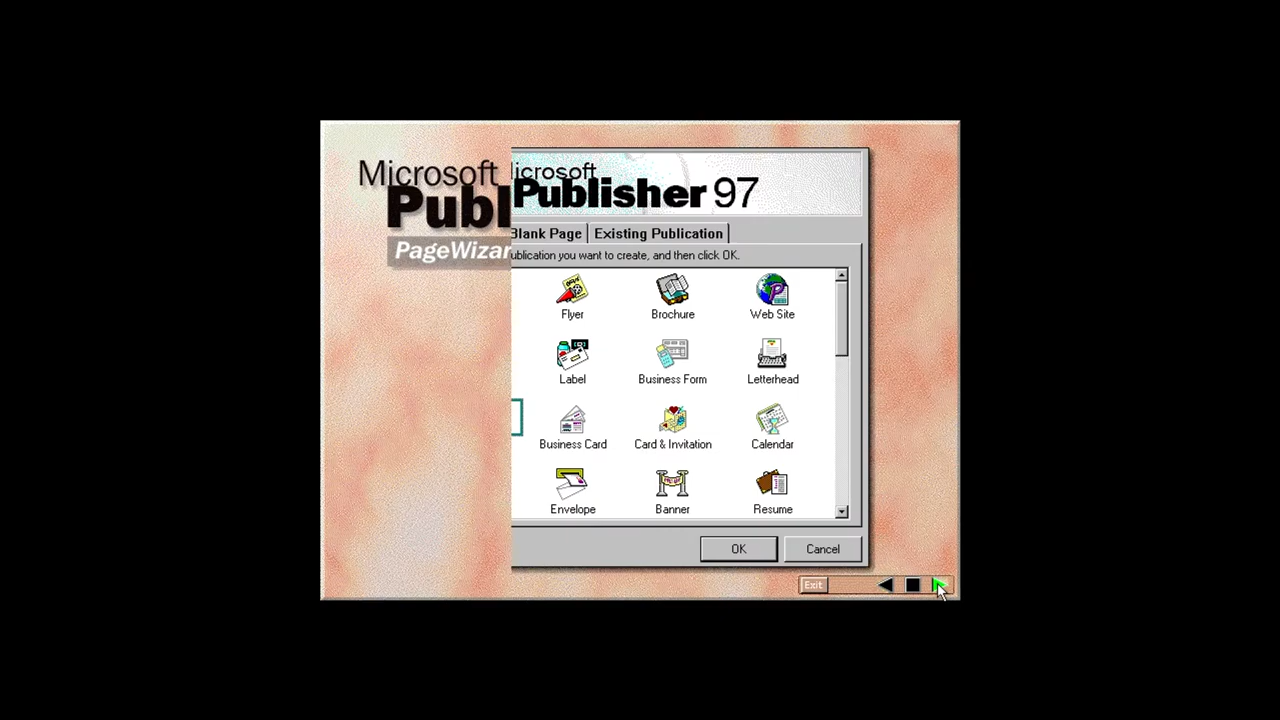 Microsoft
Publ
PageWizar
icrosoft
Publisher 97
Blank Page
Existing Publication
ublication you want to create, and then click OK.
Flyer
Brochure
Web Site
Label
Business Form
Letterhead
Business Card
Card & Invitation
Calendar
Envelope
Banner
Resume
OK
Cancel
Exit